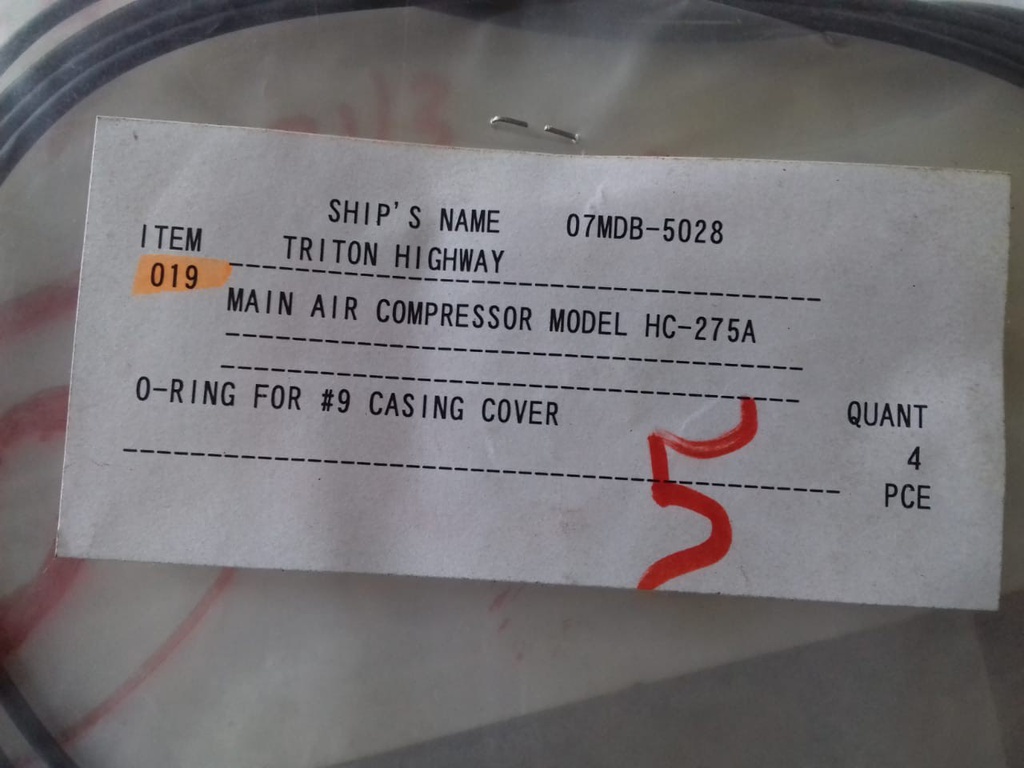 SHIP'S NAME 07MDB-5028
ITEM TRITON HIGHWAY
019
MAIN AIR COMPRESSOR MODEL HC-275A
O-RING FOR #9 CASING COVER QUANT
4
PCE
5